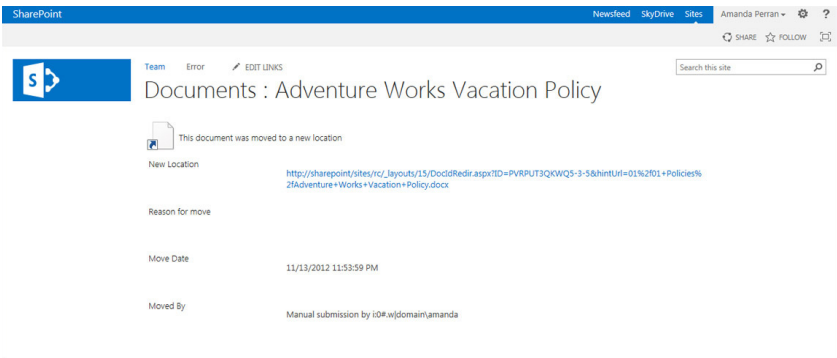 SharePoint
Newsfeed SkyDrive Sites Amanda Perran ?
SHARE FOLLOW
S
Team Error EDIT LINKS
Search this site
Documents : Adventure Works Vacation Policy
This document was moved to a new location
New Location
http://sharepoint/sites/rc/_layouts/15/DocIdRedir.aspx?ID=PVRPUT3QKWQ5-3-5&hintUrl=01%2f01+Policies%
2fAdventure+Works+Vacation+Policy.docx
Reason for move
Move Date
11/13/2012 11:53:59 PM
Moved By
Manual submission by i:0#.w|domain\amanda